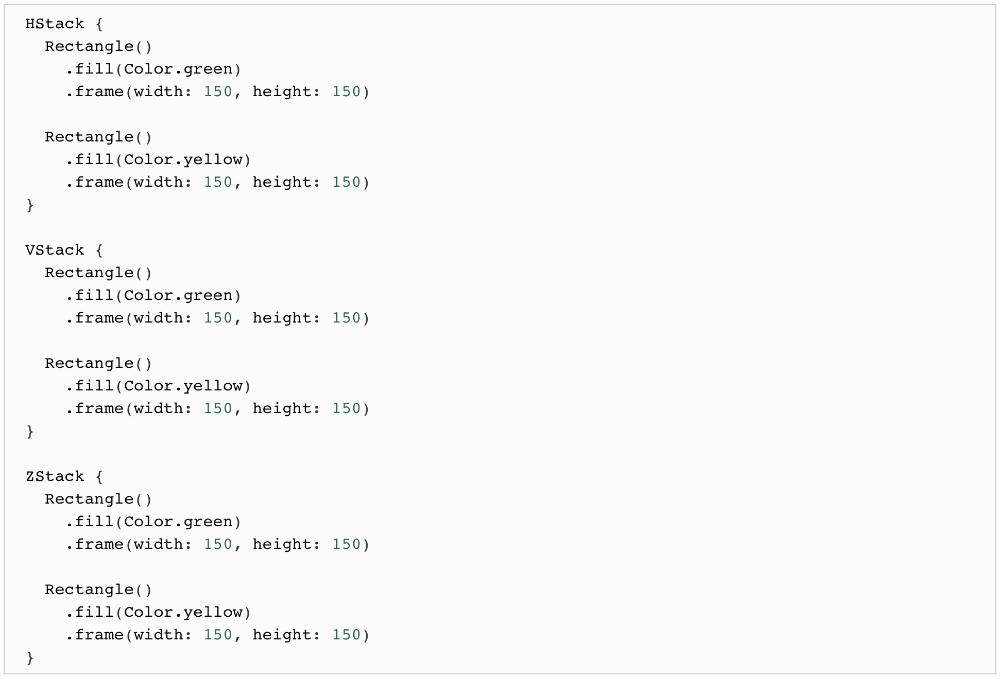 HStack {
  Rectangle()
    .fill(Color.green)
    .frame(width: 150, height: 150)

  Rectangle()
    .fill(Color.yellow)
    .frame(width: 150, height: 150)
}

VStack {
  Rectangle()
    .fill(Color.green)
    .frame(width: 150, height: 150)

  Rectangle()
    .fill(Color.yellow)
    .frame(width: 150, height: 150)
}

ZStack {
  Rectangle()
    .fill(Color.green)
    .frame(width: 150, height: 150)

  Rectangle()
    .fill(Color.yellow)
    .frame(width: 150, height: 150)
}